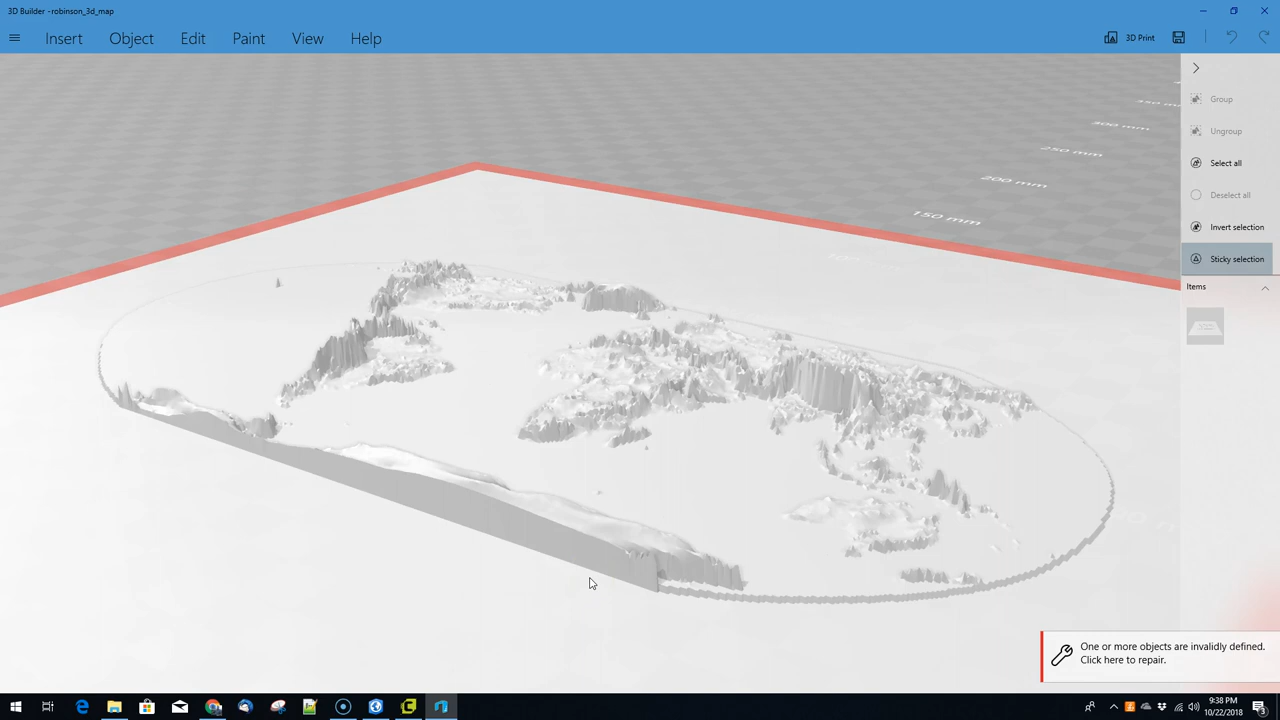 3D Builder -robinson_3d_map
Insert
Object
Edit
Paint
View
Help
3D Print
Group
Ungroup
Select all
Deselect all
Invert selection
Sticky selection
Items
300 mm
250 mm
200 mm
150 mm
One or more objects are invalidly defined.
Click here to repair.
9:38 PM
10/22/2018